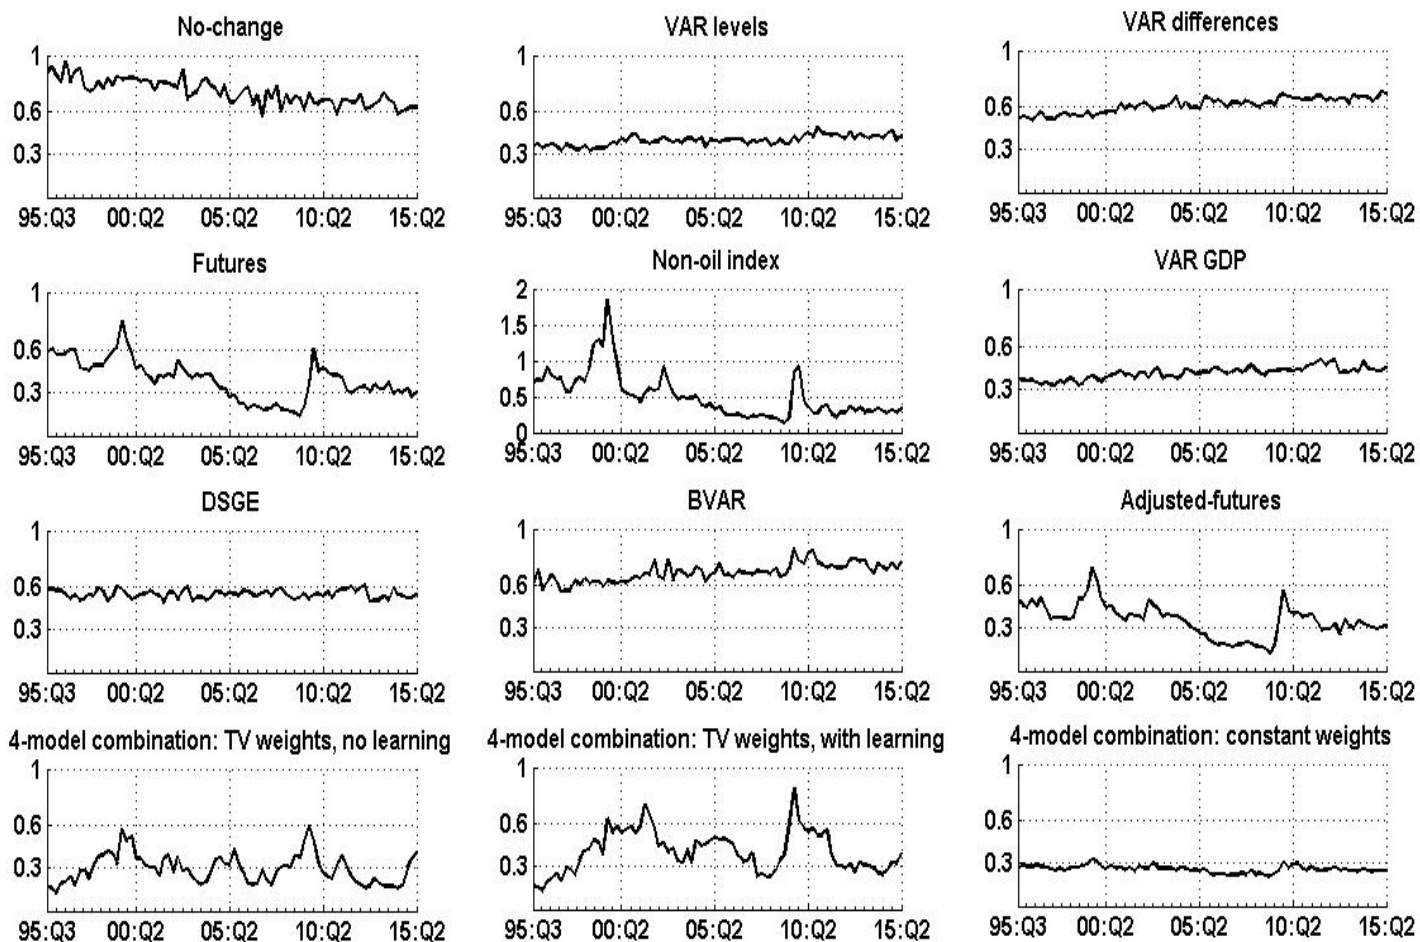 No-change
VAR levels
VAR differences
1
0.6
0.3
95:Q3 00:Q2 05:Q2 10:Q2 15:Q2
1
0.6
0.3
95:Q3 00:Q2 05:Q2 10:Q2 15:Q2
1
0.6
0.3
95:Q3 00:Q2 05:Q2 10:Q2 15:Q2
Futures
Non-oil index
VAR GDP
1
0.6
0.3
95:Q3 00:Q2 05:Q2 10:Q2 15:Q2
2
1.5
1
0.5
0
95:Q3 00:Q2 05:Q2 10:Q2 15:Q2
1
0.6
0.3
95:Q3 00:Q2 05:Q2 10:Q2 15:Q2
DSGE
BVAR
Adjusted-futures
1
0.6
0.3
95:Q3 00:Q2 05:Q2 10:Q2 15:Q2
1
0.6
0.3
95:Q3 00:Q2 05:Q2 10:Q2 15:Q2
1
0.6
0.3
95:Q3 00:Q2 05:Q2 10:Q2 15:Q2
4-model combination: TV weights, no learning
4-model combination: TV weights, with learning
4-model combination: constant weights
1
0.6
0.3
95:Q3 00:Q2 05:Q2 10:Q2 15:Q2
1
0.6
0.3
95:Q3 00:Q2 05:Q2 10:Q2 15:Q2
1
0.6
0.3
95:Q3 00:Q2 05:Q2 10:Q2 15:Q2